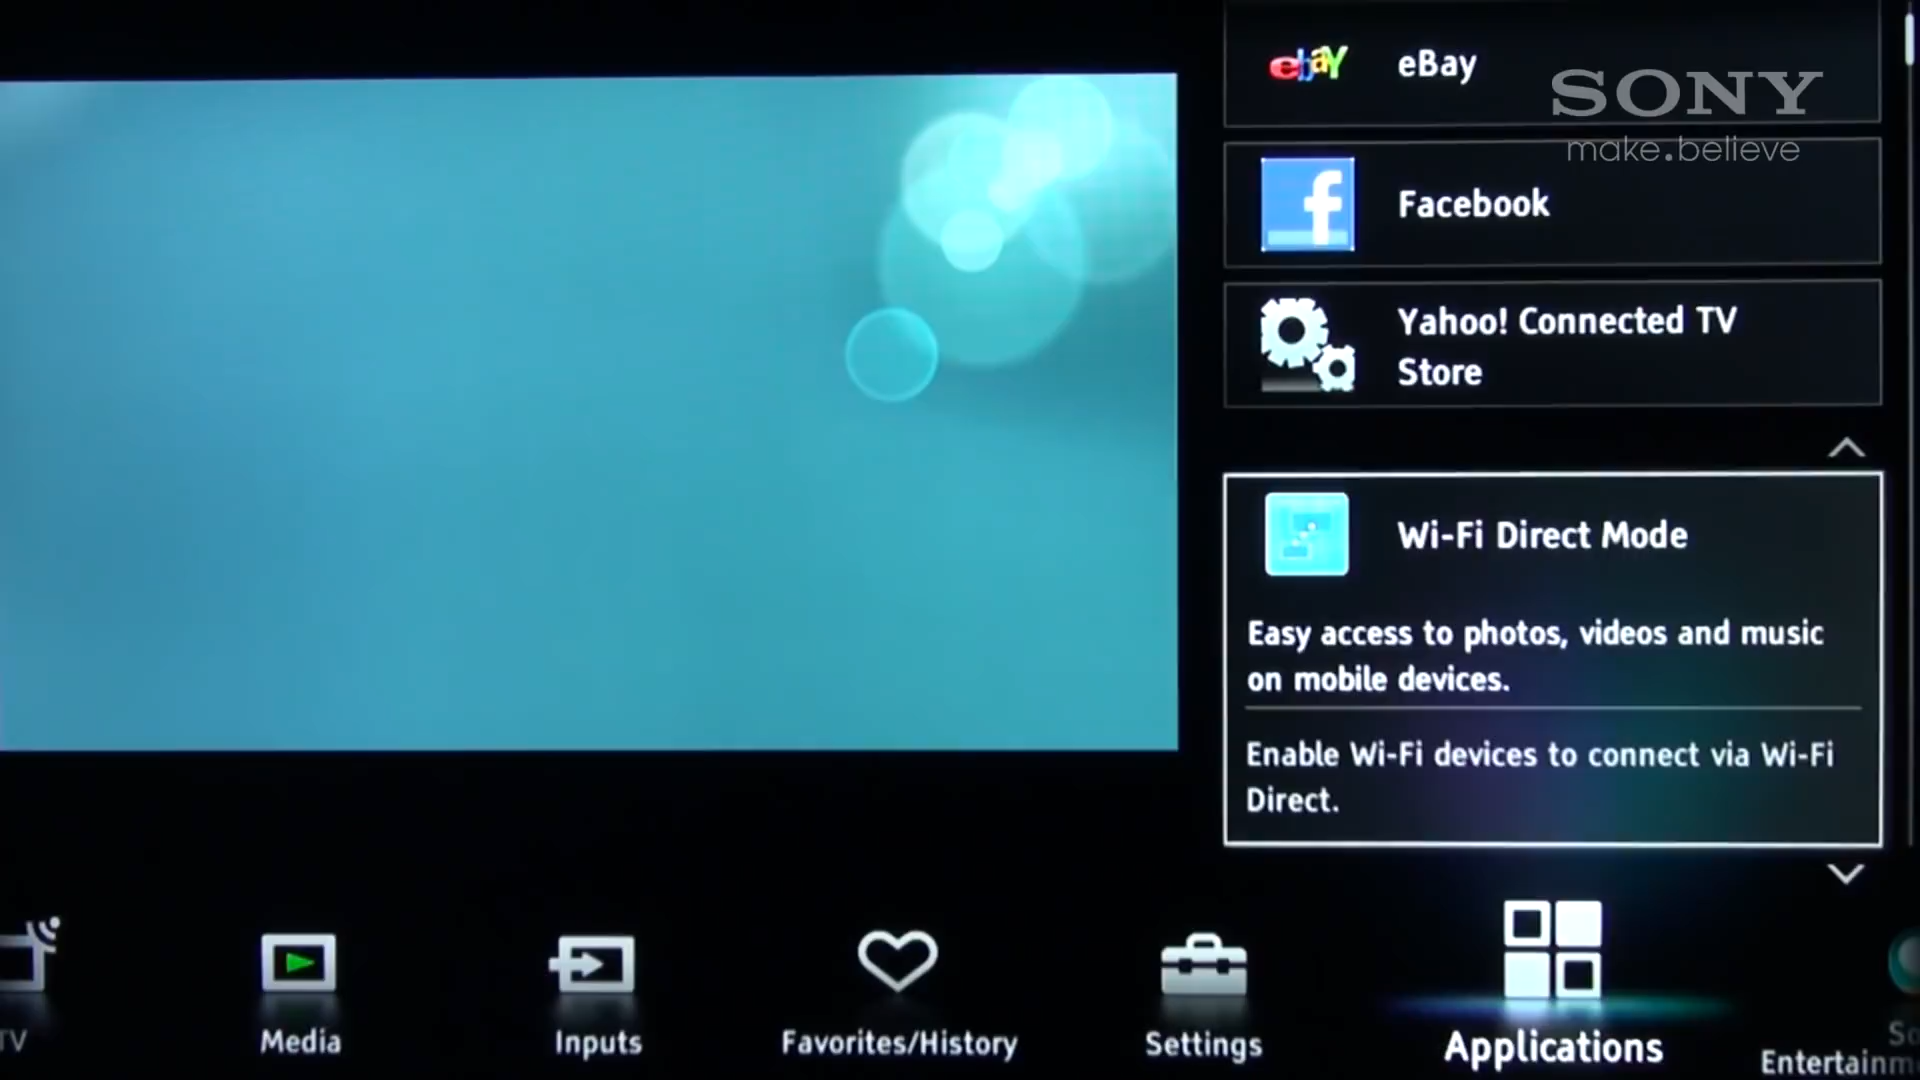 eBay
eBay
SONY
make.believe
Facebook
Yahoo! Connected TV
Store
Wi-Fi Direct Mode
Easy access to photos, videos and music
on mobile devices.
Enable Wi-Fi devices to connect via Wi-Fi
Direct.
TV
Media
Inputs
Favorites/History
Settings
Applications